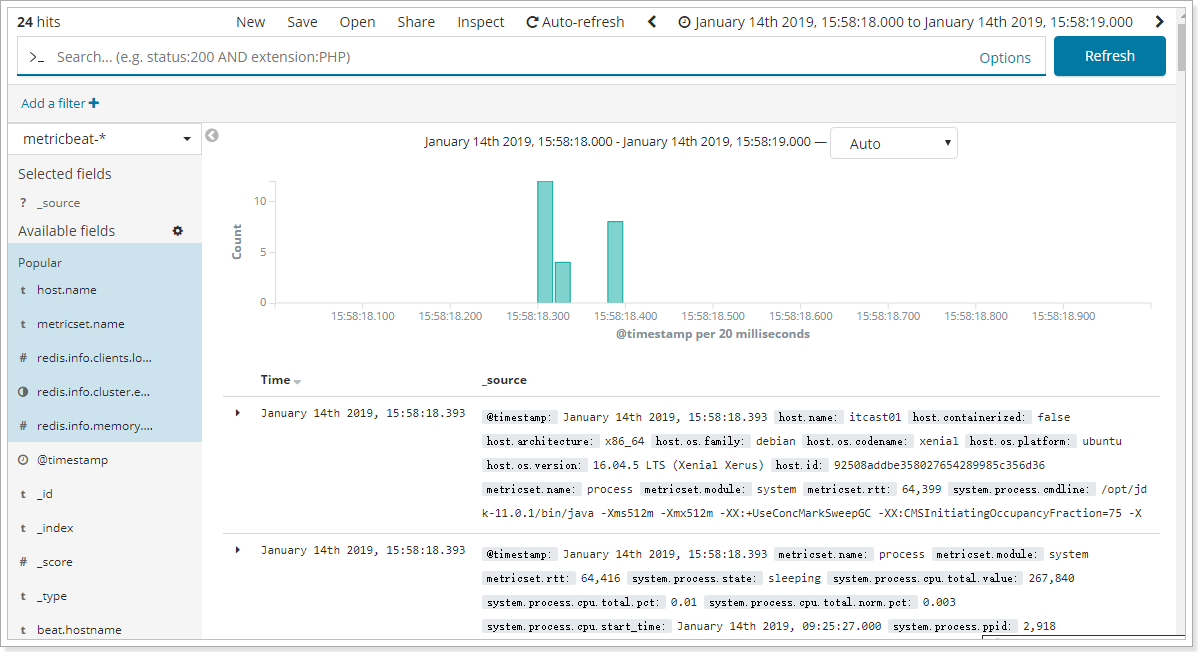 24 hits New Save Open Share Inspect Auto-refresh January 14th 2019, 15:58:18.000 to January 14th 2019, 15:58:19.000
>_ Search... (e.g. status:200 AND extension:PHP) Options Refresh
Add a filter +
metricbeat-*
Selected fields
? _source
Available fields
Popular
t host.name
t metricset.name
# redis.info.clients.lo...
redis.info.cluster.e...
# redis.info.memory....
@timestamp
t _id
t _index
# _score
t _type
t beat.hostname
January 14th 2019, 15:58:18.000 - January 14th 2019, 15:58:19.000 — Auto
Count
10
5
0
15:58:18.100 15:58:18.200 15:58:18.300 15:58:18.400 15:58:18.500 15:58:18.600 15:58:18.700 15:58:18.800 15:58:18.900
@timestamp per 20 milliseconds
Time _source
January 14th 2019, 15:58:18.393 @timestamp: January 14th 2019, 15:58:18.393 host.name: itcast01 host.containerized: false
host.architecture: x86_64 host.os.family: debian host.os.codename: xenial host.os.platform: ubuntu
host.os.version: 16.04.5 LTS (Xenial Xerus) host.id: 92508addbe358027654289985c356d36
metricset.name: process metricset.module: system metricset.rtt: 64,399 system.process.cmdline: /opt/jd
k-11.0.1/bin/java -Xms512m -Xmx512m -XX:+UseConcMarkSweepGC -XX:CMSInitiatingOccupancyFraction=75 -X
January 14th 2019, 15:58:18.393 @timestamp: January 14th 2019, 15:58:18.393 metricset.name: process metricset.module: system
metricset.rtt: 64,416 system.process.state: sleeping system.process.cpu.total.value: 267,840
system.process.cpu.total.pct: 0.01 system.process.cpu.total.norm.pct: 0.003
system.process.cpu.start_time: January 14th 2019, 09:25:27.000 system.process.ppid: 2,918